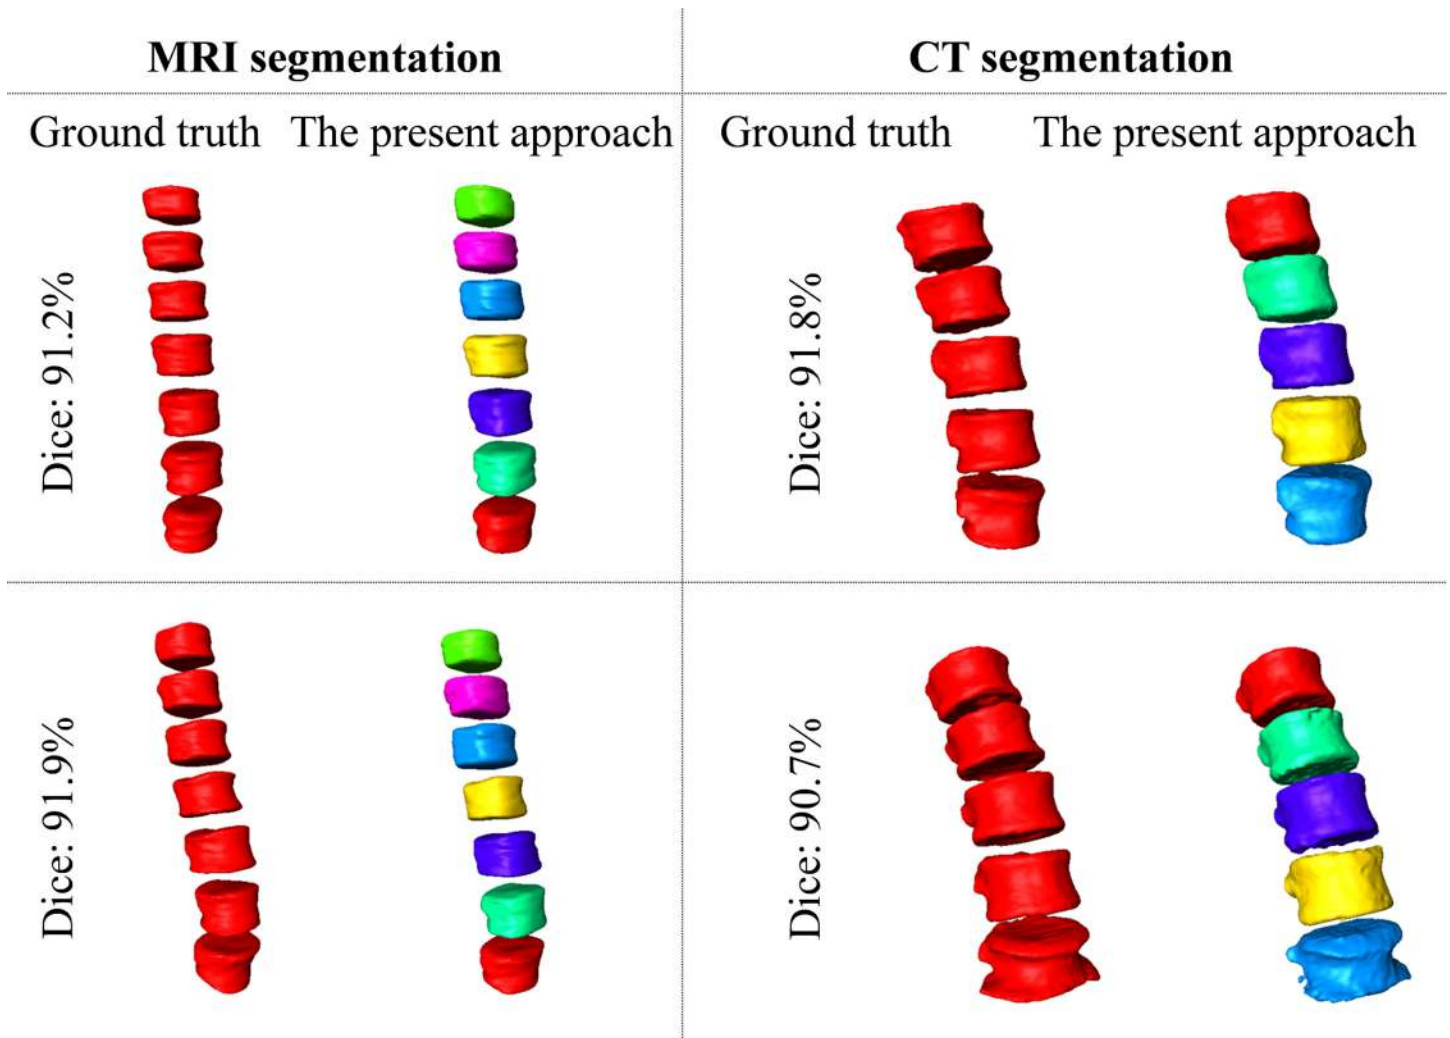 MRI segmentation
CT segmentation
Ground truth
The present approach
Ground truth
The present approach
Dice: 91.2%
Dice: 91.8%
Dice: 91.9%
Dice: 90.7%